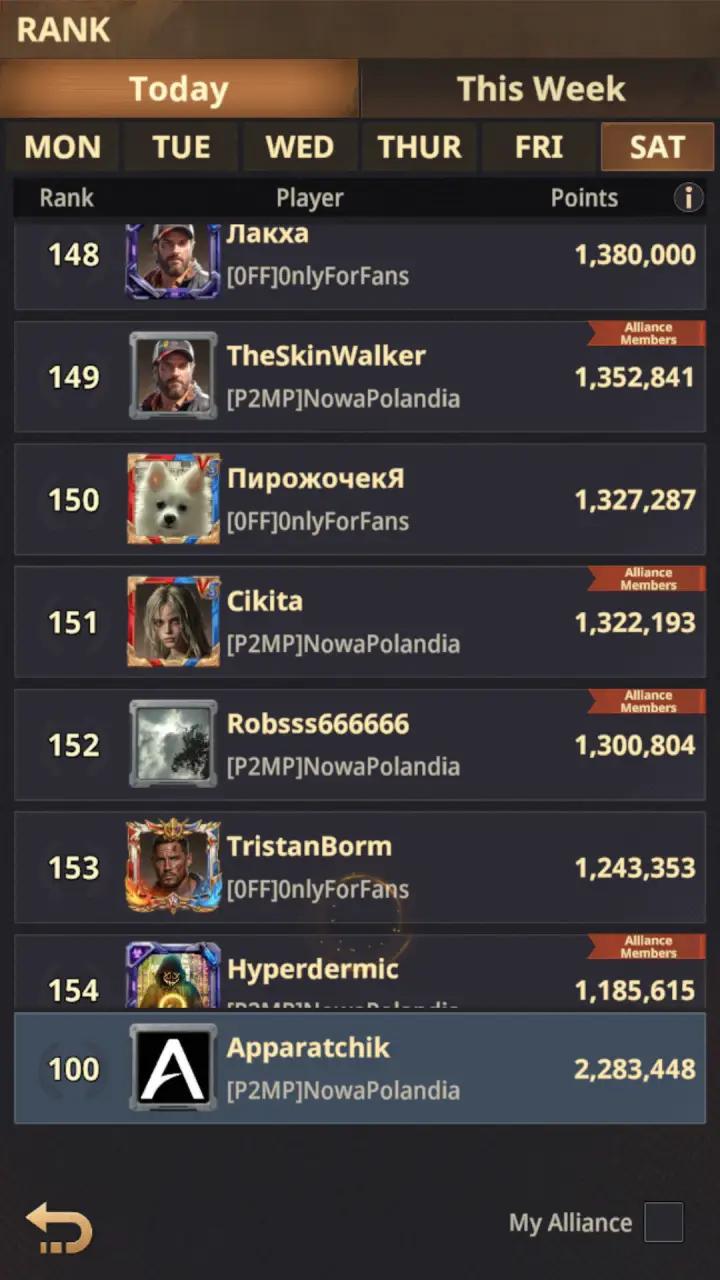 RANK
Today
This Week
MON TUE WED THUR FRI SAT
Rank Player Points i
148
Лакха
[0FF]0nlyForFans
1,380,000
Alliance
Members
149
TheSkinWalker
[P2MP]NowaPolandia
1,352,841
150
ПирожочекЯ
[0FF]0nlyForFans
1,327,287
Alliance
Members
151
Cikita
[P2MP]NowaPolandia
1,322,193
Alliance
Members
152
Robsss666666
[P2MP]NowaPolandia
1,300,804
153
TristanBorm
[0FF]0nlyForFans
1,243,353
Alliance
Members
154
Hyperdermic
[P2MP]NowaPolandia
1,185,615
100
Apparatchik
[P2MP]NowaPolandia
2,283,448
My Alliance